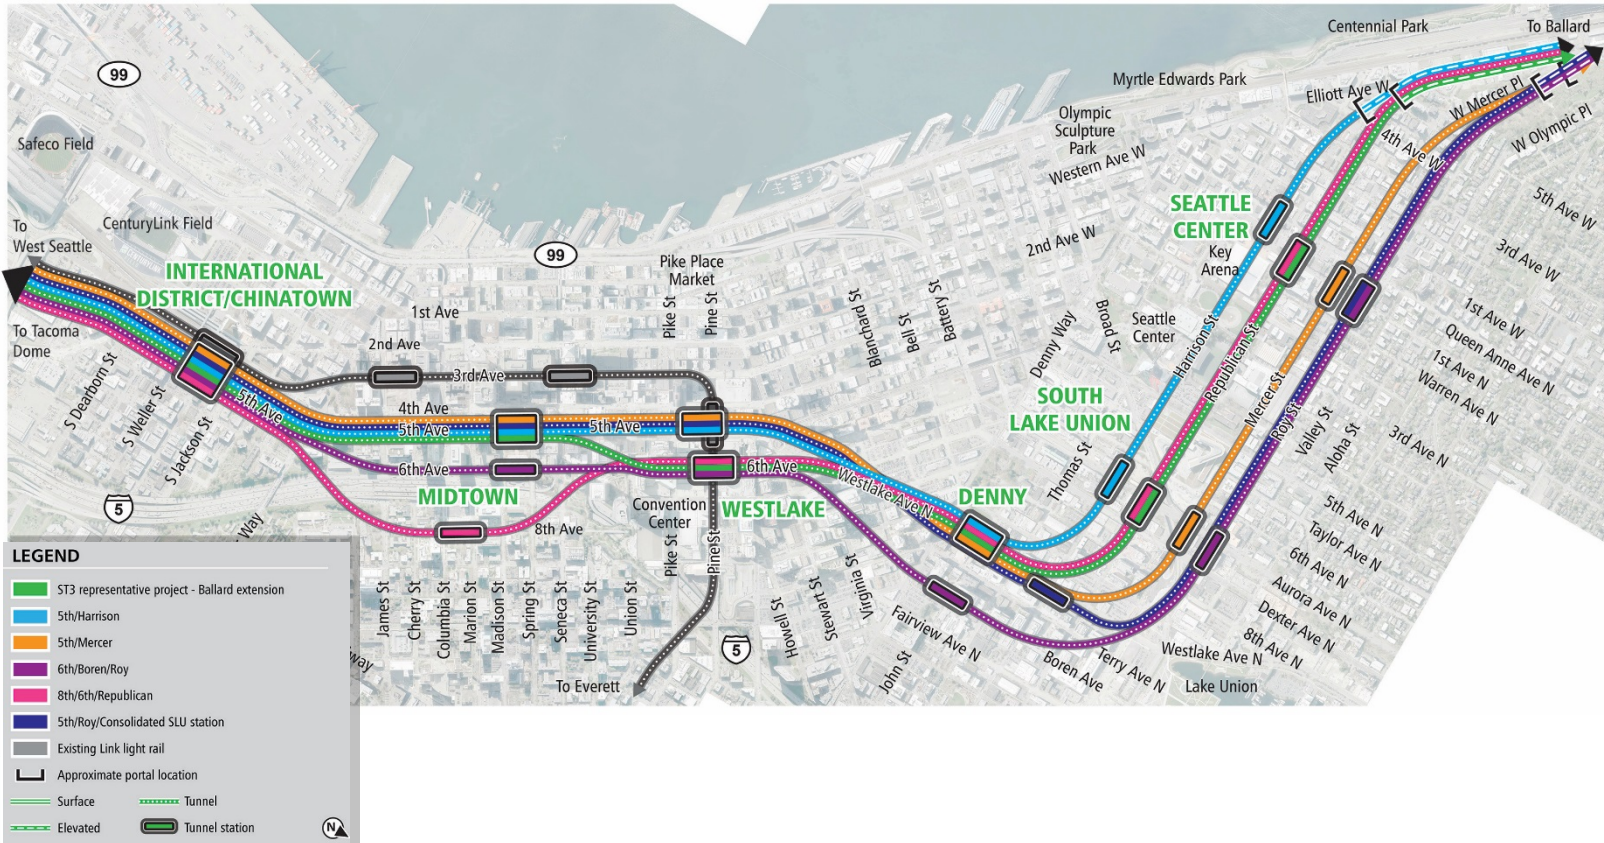 Centennial Park
To Ballard
99
Myrtle Edwards Park
Elliott Ave W
W Mercer Pl
W Olympic Pl
Olympic
Sculpture
Park
Western Ave W
4th Ave W
Safeco Field
SEATTLE
CENTER
5th Ave W
CenturyLink Field
To
West Seattle
99
2nd Ave W
Key
Arena
3rd Ave W
Pike Place
Market
INTERNATIONAL
DISTRICT/CHINATOWN
Pike St
Pine St
Blanchard St
Bell St
Battery St
Denny Way
Broad St
Seattle
Center
Harrison St
Republican St
Mercer St
Roy St
1st Ave W
Queen Anne Ave N
1st Ave N
Warren Ave N
1st Ave
2nd Ave
3rd Ave
To Tacoma
Dome
S Dearborn St
S Weller St
S Jackson St
5th Ave
4th Ave
5th Ave
5th Ave
6th Ave
6th Ave
SOUTH
LAKE UNION
Valley St
Aloha St
3rd Ave N
Thomas St
Westlake Ave N
DENNY
MIDTOWN
WESTLAKE
Convention
Center
8th Ave
5
Way
Pike St
Pine St
5th Ave N
Taylor Ave N
6th Ave N
Aurora Ave N
Dexter Ave N
8th Ave N
Westlake Ave N
James St
Cherry St
Columbia St
Marion St
Madison St
Spring St
Seneca St
University St
Union St
Howell St
Stewart St
Virginia St
Fairview Ave N
John St
Boren Ave
Terry Ave N
Lake Union
5
To Everett
way
LEGEND
ST3 representative project - Ballard extension
5th/Harrison
5th/Mercer
6th/Boren/Roy
8th/6th/Republican
5th/Roy/Consolidated SLU station
Existing Link light rail
Approximate portal location
Surface
Tunnel
Elevated
Tunnel station
N